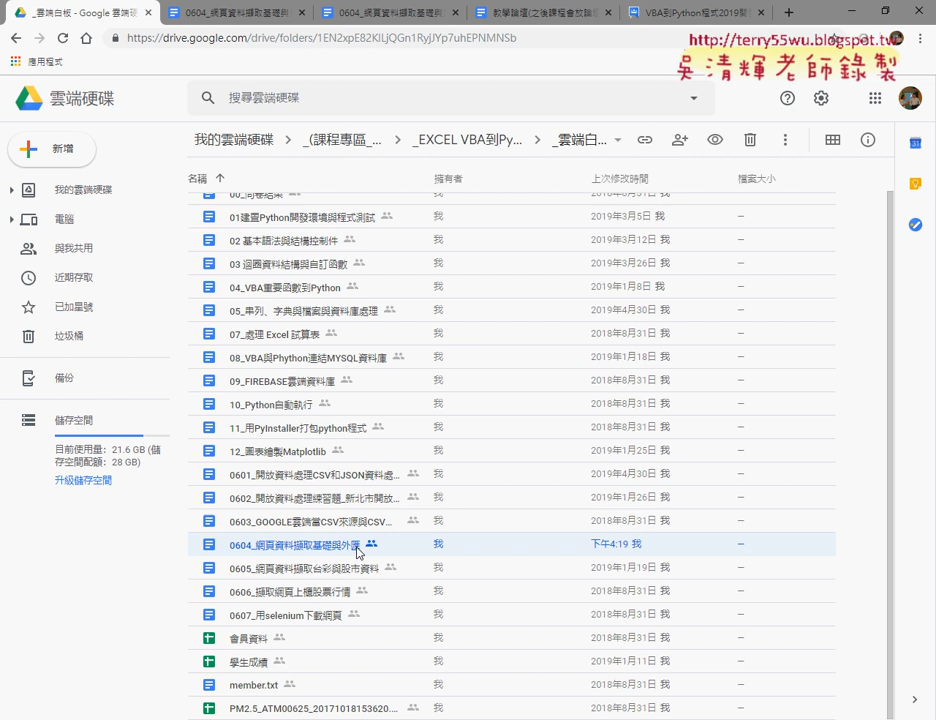 _雲端白板 - Google 雲端硬
0604_網頁資料擷取基礎與外
0604_網頁資料擷取基礎與
教學論壇(之後課程會放論壇
VBA到Python程式2019開
https://drive.google.com/drive/folders/1EN2xpE82KlLjQGn1RyjJYp7uhEPNMNSb
http://terry55wu.blogspot.tw
吳清輝老師錄製
應用程式
雲端硬碟
搜尋雲端硬碟
新增
我的雲端硬碟 > _(課程專區_... > _EXCEL VBA到Py... > _雲端白...
名稱 擁有者 上次修改時間 檔案大小
我的雲端硬碟
電腦
與我共用
近期存取
已加星號
垃圾桶
備份
儲存空間
目前使用量：21.6 GB (儲
存空間配額：28 GB)
升級儲存空間
00_問卷結果 我 2018年8月31日 我 –
01建置Python開發環境與程式測試 我 2019年3月5日 我 –
02 基本語法與結構控制件 我 2019年3月12日 我 –
03 迴圈資料結構與自訂函數 我 2019年3月26日 我 –
04_VBA重要函數到Python 我 2019年1月8日 我 –
05_串列、字典與檔案與資料庫處理 我 2019年4月30日 我 –
07_處理 Excel 試算表 我 2018年8月31日 我 –
08_VBA與Phython連結MYSQL資料庫 我 2019年1月18日 我 –
09_FIREBASE雲端資料庫 我 2018年8月31日 我 –
10_Python自動執行 我 2018年8月31日 我 –
11_用PyInstaller打包python程式 我 2018年8月31日 我 –
12_圖表繪製Matplotlib 我 2019年1月25日 我 –
0601_開放資料處理CSV和JSON資料處... 我 2019年4月30日 我 –
0602_開放資料處理練習題_新北市開放... 我 2019年1月26日 我 –
0603_GOOGLE雲端當CSV來源與CSV... 我 2018年8月31日 我 –
0604_網頁資料擷取基礎與外匯 我 下午4:19 我 –
0605_網頁資料擷取台彩與股市資料 我 2019年1月19日 我 –
0606_擷取網頁上櫃股票行情 我 2018年8月31日 我 –
0607_用selenium下載網頁 我 2018年8月31日 我 –
會員資料 我 2018年8月31日 我 –
學生成績 我 2019年1月11日 我 –
member.txt 我 2018年8月31日 我 –
PM2.5_ATM00625_20171018153620.... 我 2018年8月31日 我 –